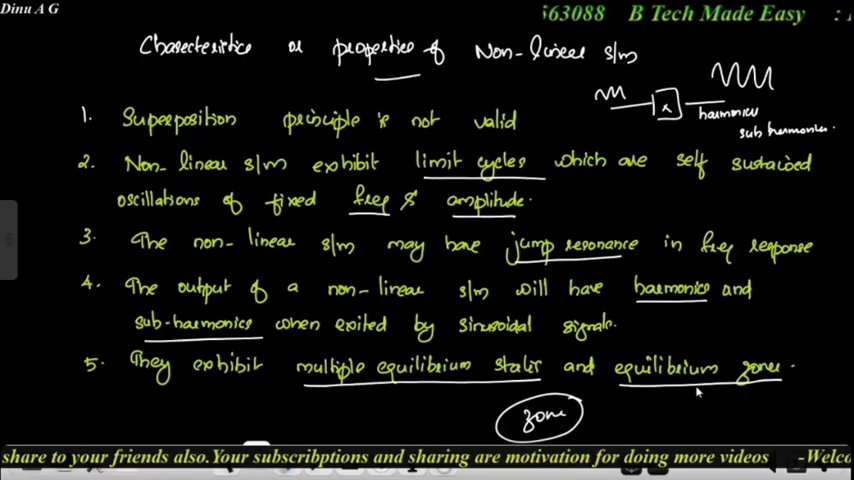 Dinu A G
563088 B Tech Made Easy :
Charecteristics or properties of Non-linear s/m
1. Superposition principle is not valid
harmonics
sub harmonics.
2. Non-linear s/m exhibit limit cycles which are self sustained
oscillations of fixed freq & amplitude.
3. The non-linear s/m may have jump resonance in freq response
4. The output of a non-linear s/m will have harmonics and
sub-harmonics when exited by sinusoidal signals.
5. They exhibit multiple equilibrium states and equilibrium zones.
zone
share to your friends also.Your subscribptions and sharing are motivation for doing more videos -Welco